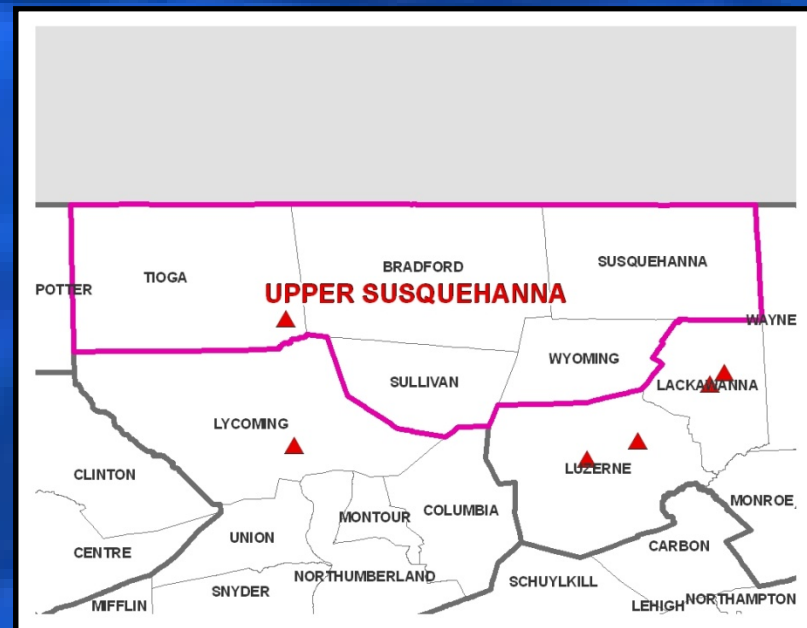 SUSQUEHANNA
BRADFORD
TIOGA
POTTER
UPPER SUSQUEHANNA
WAYNE
WYOMING
SULLIVAN
LACKAWANNA
LYCOMING
LUZERNE
CLINTON
MONROE
COLUMBIA
MONTOUR
UNION
CARBON
CENTRE
NORTHUMBERLAND
SCHUYLKILL
SNYDER
NORTHAMPTON
MIFFLIN
LEHIGH